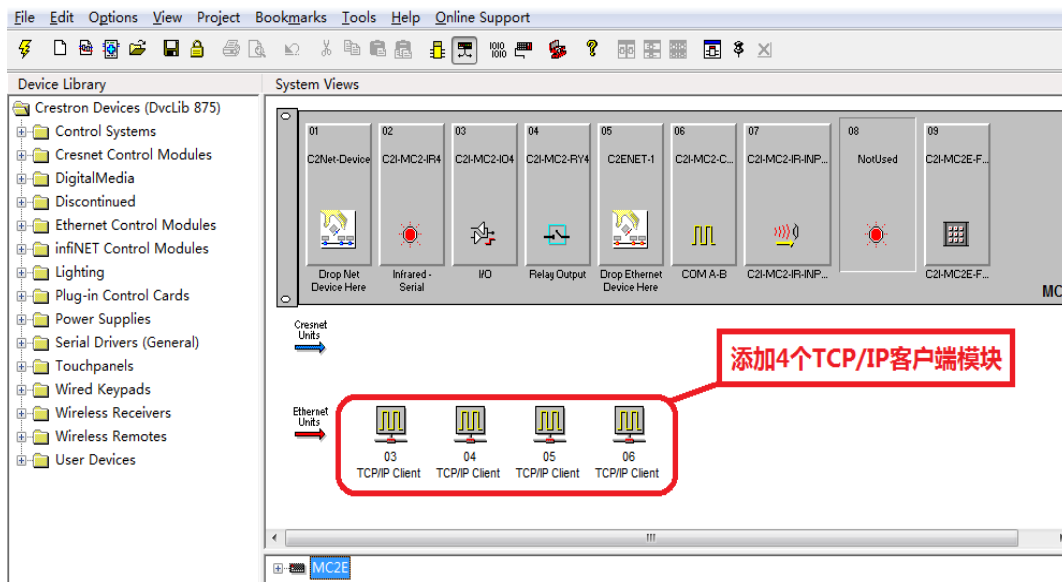 File Edit Options View Project Bookmarks Tools Help Online Support
Device Library
System Views
Crestron Devices (DvcLib 875)
Control Systems
Cresnet Control Modules
DigitalMedia
Discontinued
Ethernet Control Modules
infiNET Control Modules
Lighting
Plug-in Control Cards
Power Supplies
Serial Drivers (General)
Touchpanels
Wired Keypads
Wireless Receivers
Wireless Remotes
User Devices
01 02 03 04 05 06 07 08 09
C2Net-Device C2I-MC2-IR4 C2I-MC2-IO4 C2I-MC2-RY4 C2ENET-1 C2I-MC2-C... C2I-MC2-IR-INP... NotUsed C2I-MC2E-F...
Drop Net Infrared - I/O Relay Output Drop Ethernet COM A-B C2I-MC2-IR-INP... C2I-MC2E-F...
Device Here Serial Device Here
MC
Cresnet
Units
添加4个TCP/IP客户端模块
Ethernet
Units
03 04 05 06
TCP/IP Client TCP/IP Client TCP/IP Client TCP/IP Client
MC2E